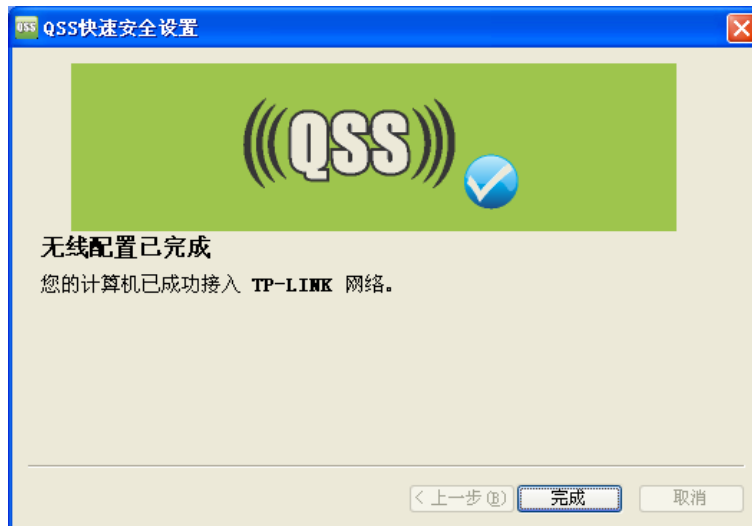 QSS QSS快速安全设置
(((QSS)))
无线配置已完成
您的计算机已成功接入 TP-LINK 网络。
< 上一步(B) 完成 取消